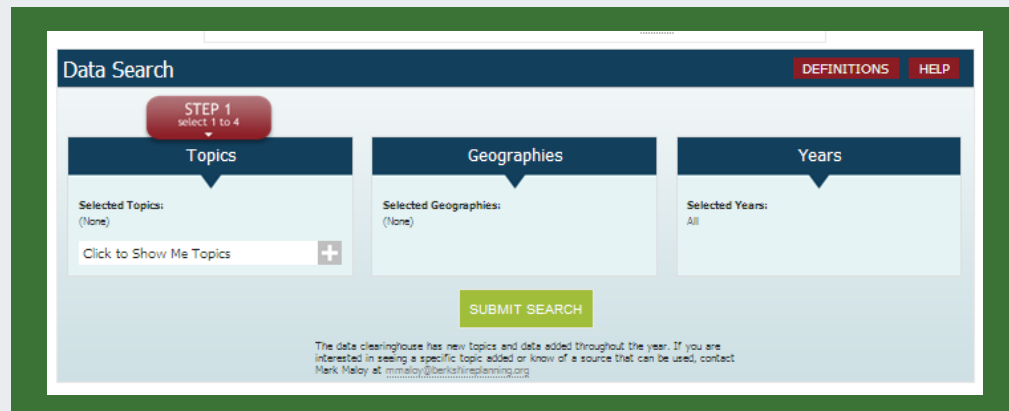 Data Search
DEFINITIONS HELP
STEP 1
select 1 to 4
Topics
Geographies
Years
Selected Topics:
(None)
Click to Show Me Topics
Selected Geographies:
(None)
Selected Years:
All
SUBMIT SEARCH
The data clearinghouse has new topics and data added throughout the year. If you are
interested in seeing a specific topic added or know of a source that can be used, contact
Mark Maloy at mmaloy@berkshireplanning.org